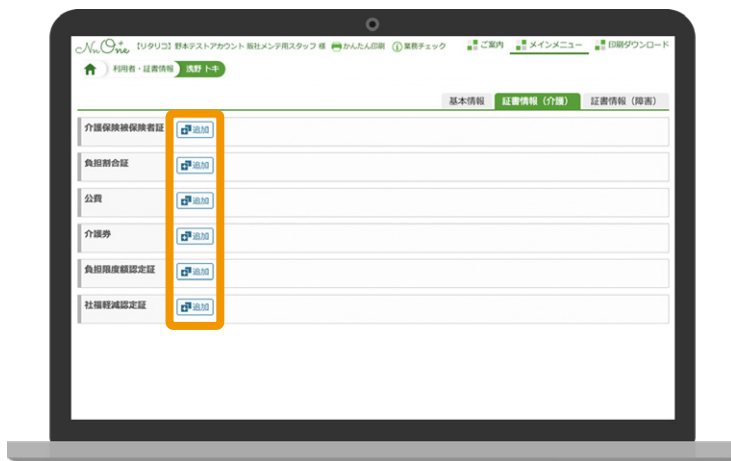 NuOne 【リタリコ】 野木テストアカウント 販社メンテ用スタッフ 様 かんたん印刷 業務チェック ご案内 メインメニュー 印刷ダウンロード
利用者・証書情報 浅野 トキ
基本情報 証書情報（介護） 証書情報（障害）
介護保険被保険者証 追加
負担割合証 追加
公費 追加
介護券 追加
負担限度額認定証 追加
社福軽減認定証 追加